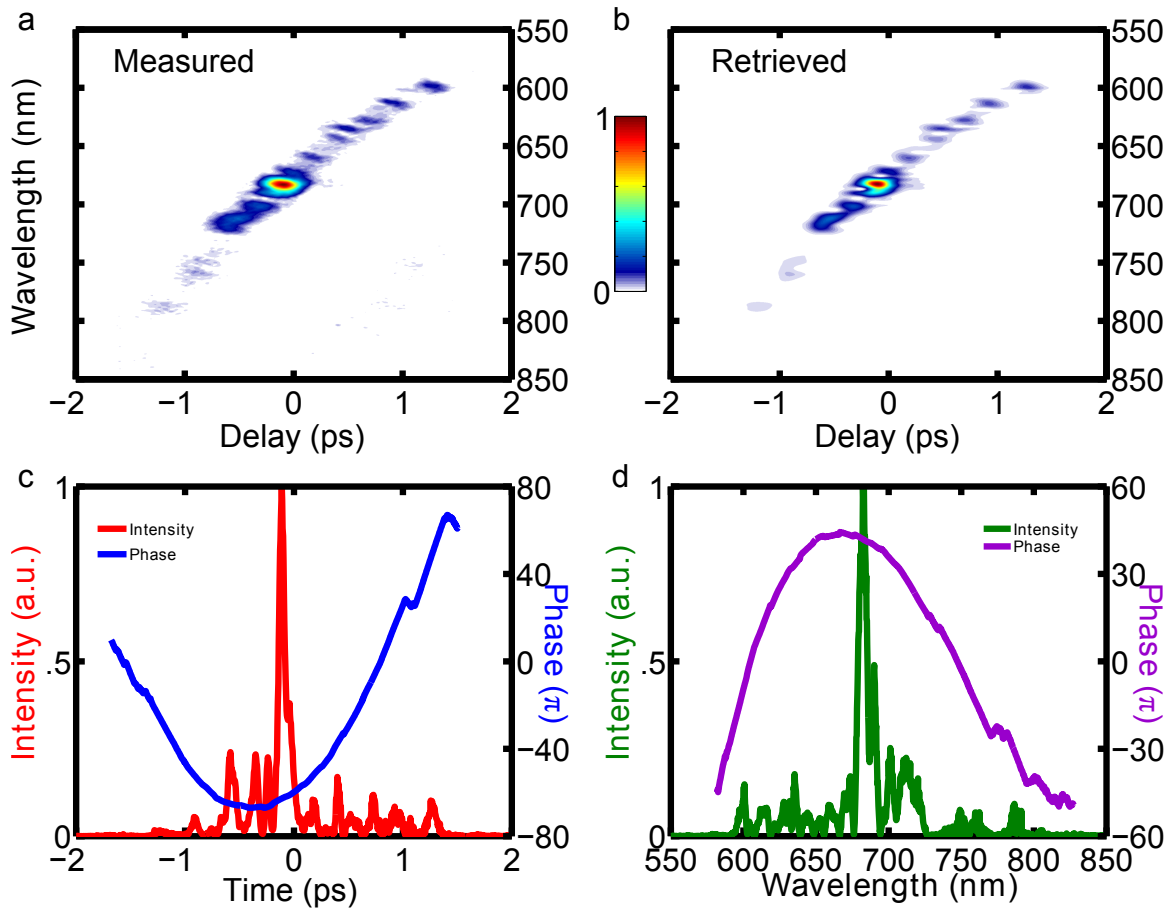 a
Measured
Wavelength (nm)
550
600
650
700
750
800
850
−2
−1
0
1
2
Delay (ps)
1
0
b
Retrieved
550
600
650
700
750
800
850
−2
−1
0
1
2
Delay (ps)
c
Intensity
Phase
Intensity (a.u.)
1
.5
0
80
40
0
−40
−80
Phase (π)
−2
−1
0
1
2
Time (ps)
d
Intensity
Phase
Intensity (a.u.)
1
.5
0
60
30
0
−30
−60
Phase (π)
550
600
650
700
750
800
850
Wavelength (nm)